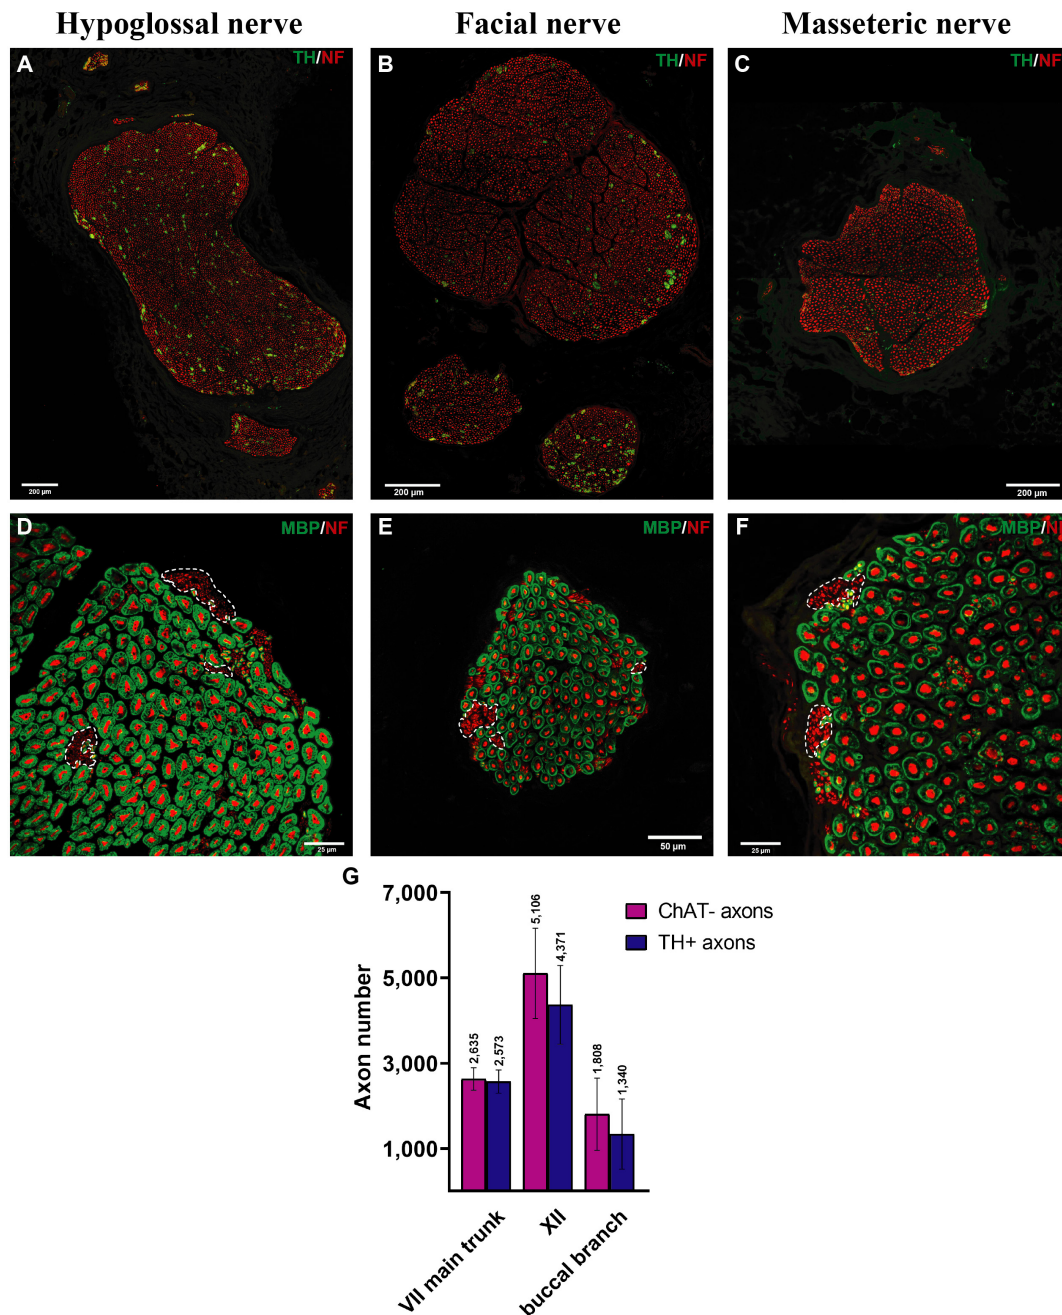 Hypoglossal nerve
Facial nerve
Masseteric nerve
A
TH/NF
B
TH/NF
C
TH/NF
200 µm
200 µm
200 µm
D
MBP/NF
E
MBP/NF
F
MBP/NF
25 µm
50 µm
25 µm
G
7,000
5,000
3,000
1,000
Axon number
2,635
2,573
5,106
4,371
1,808
1,340
ChAT- axons
TH+ axons
VII main trunk
XII
buccal branch